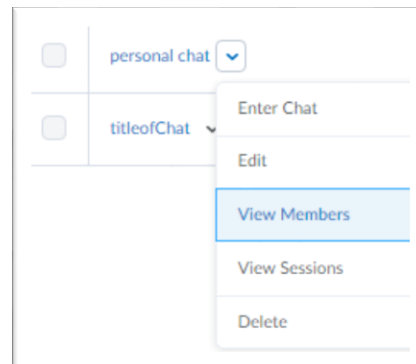 personal chat
Enter Chat
titleofChat
Edit
View Members
View Sessions
Delete